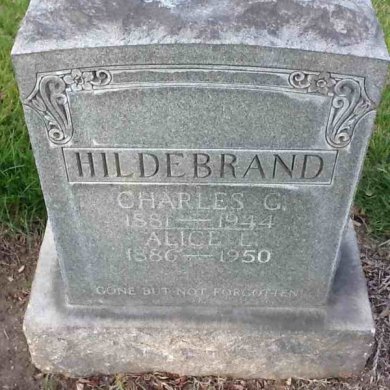 HILDEBRAND
CHARLES G.
1881—1944
ALICE L.
1886—1950
GONE BUT NOT FORGOTTEN